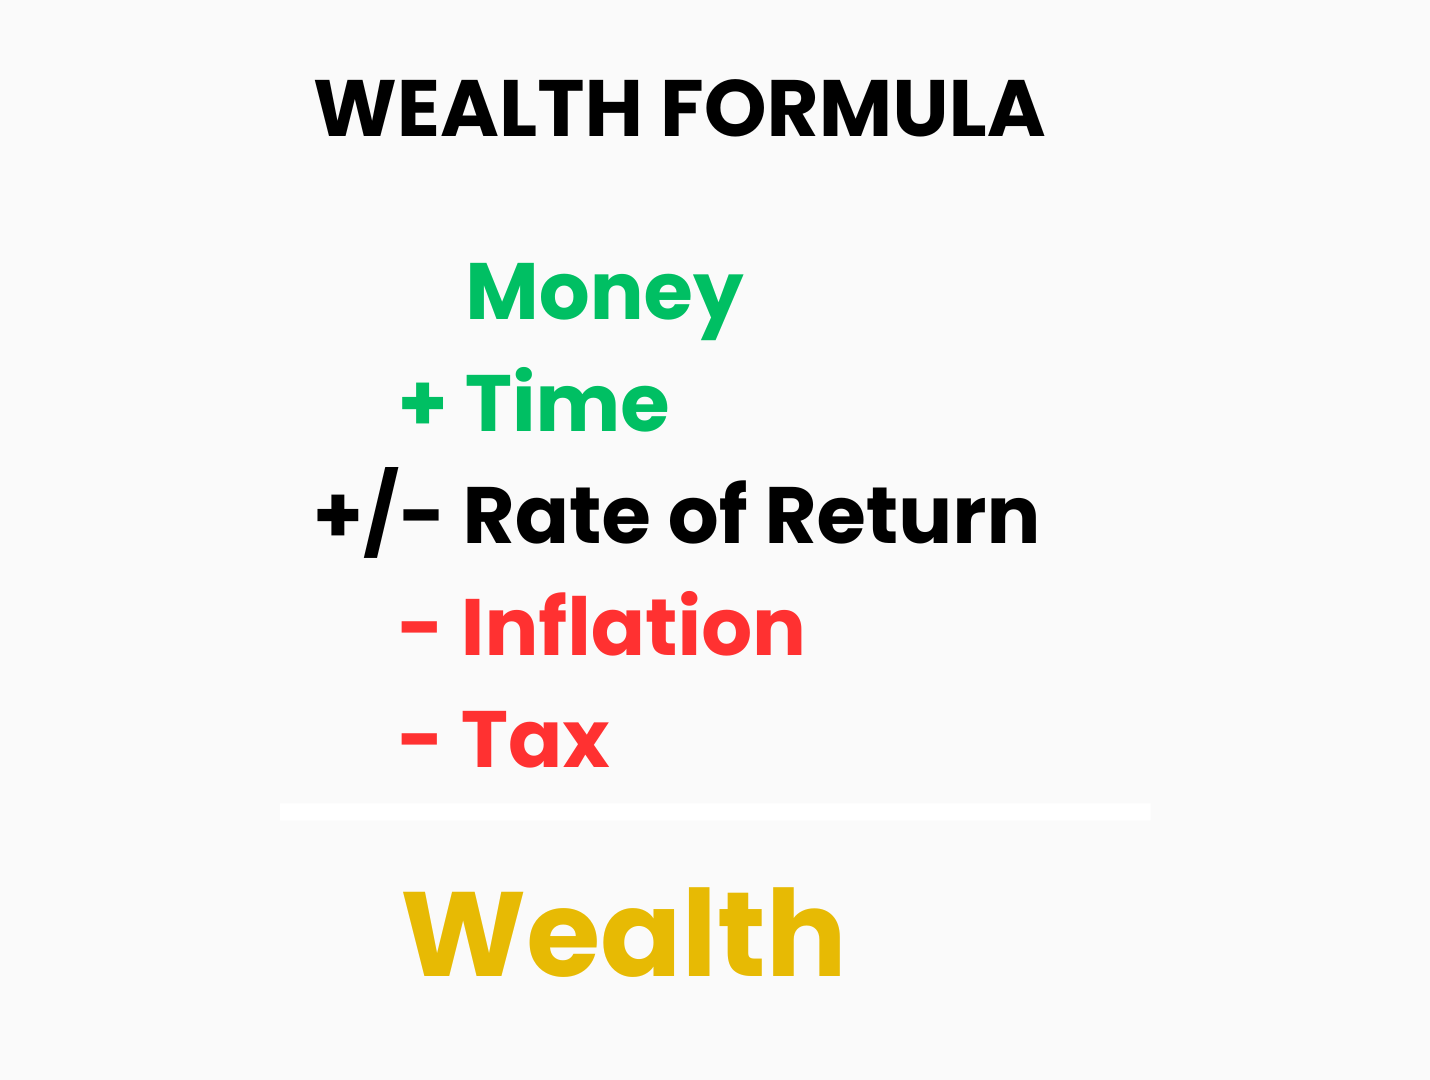 WEALTH FORMULA
Money
+ Time
+/- Rate of Return
- Inflation
- Tax
Wealth